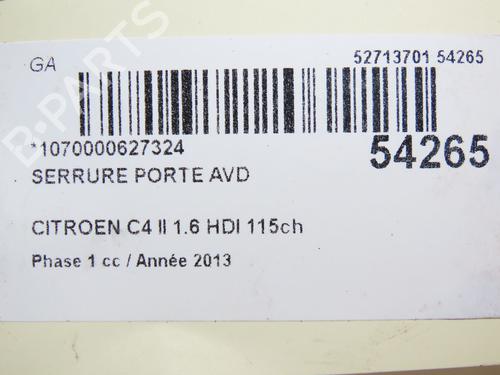 GA
52713701 54265
*1070000627324
54265
SERRURE PORTE AVD
CITROEN C4 II 1.6 HDI 115ch
Phase 1 cc / Année 2013
B-PARTS